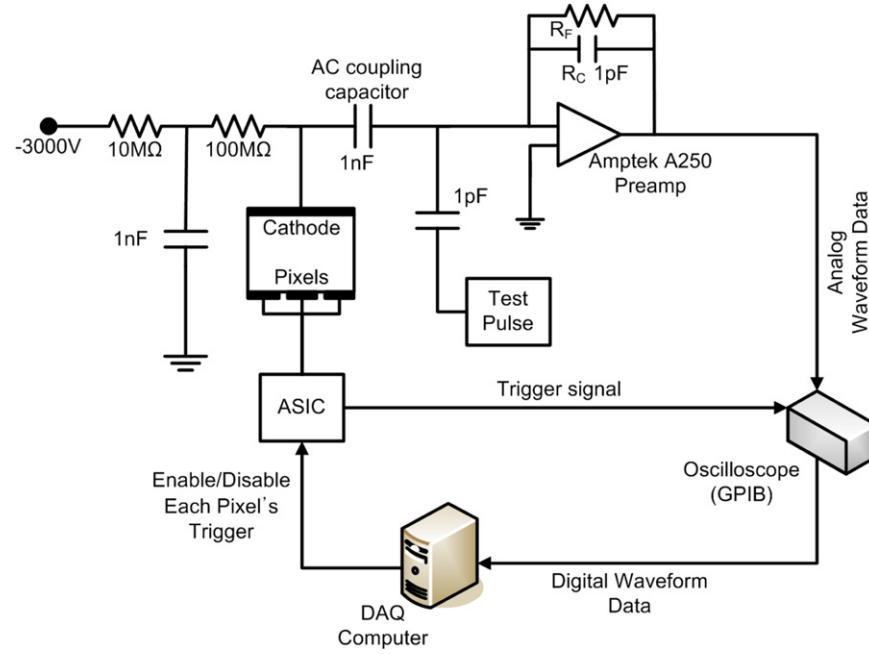 R_F
AC coupling
capacitor
R_C 1pF
-3000V
10MΩ
100MΩ
1nF
Amptek A250
Preamp
1pF
1nF
Cathode
Pixels
Test
Pulse
Analog
Waveform Data
ASIC
Trigger signal
Oscilloscope
(GPIB)
Enable/Disable
Each Pixel's
Trigger
Digital Waveform
Data
DAQ
Computer